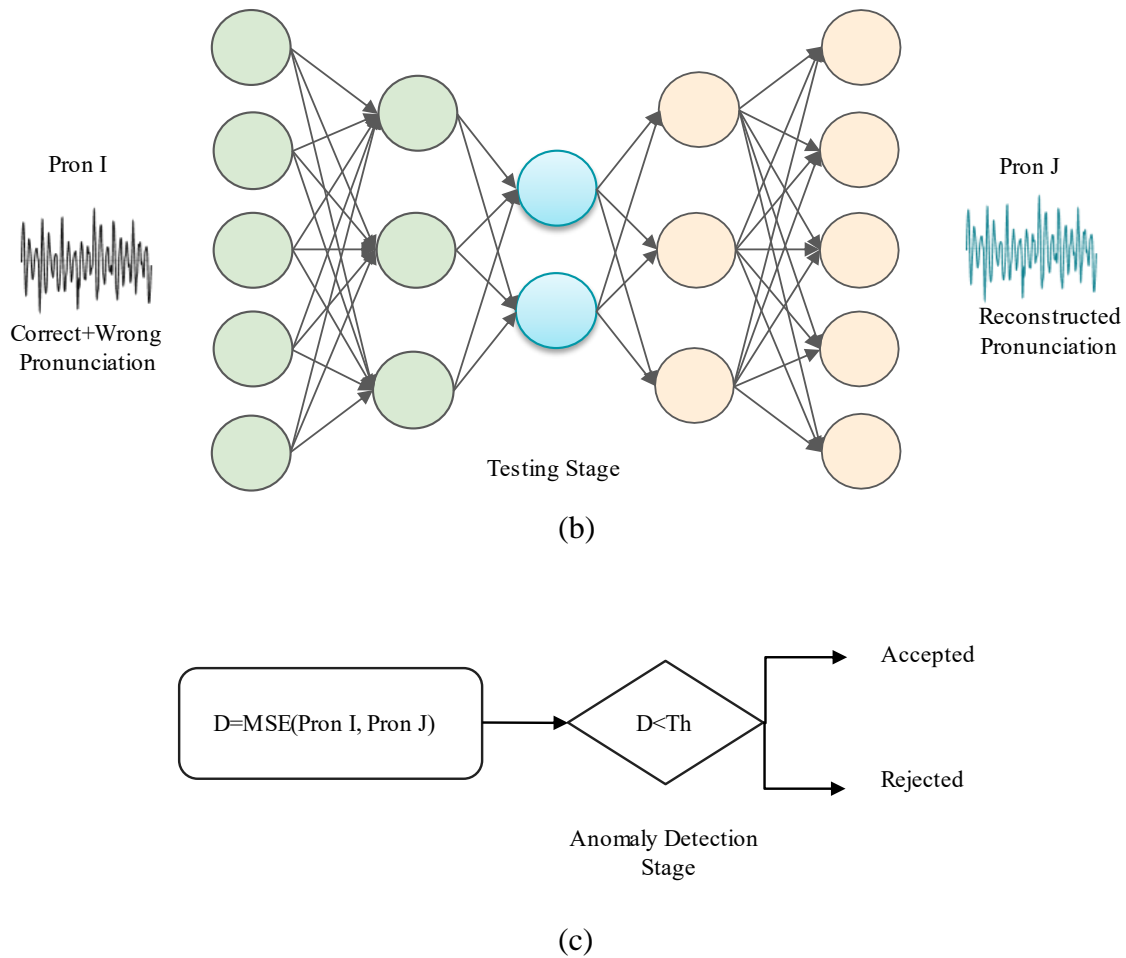 Pron I
Correct+Wrong
Pronunciation
Pron J
Reconstructed
Pronunciation
Testing Stage
(b)
D=MSE(Pron I, Pron J)
D<Th
Accepted
Rejected
Anomaly Detection
Stage
(c)